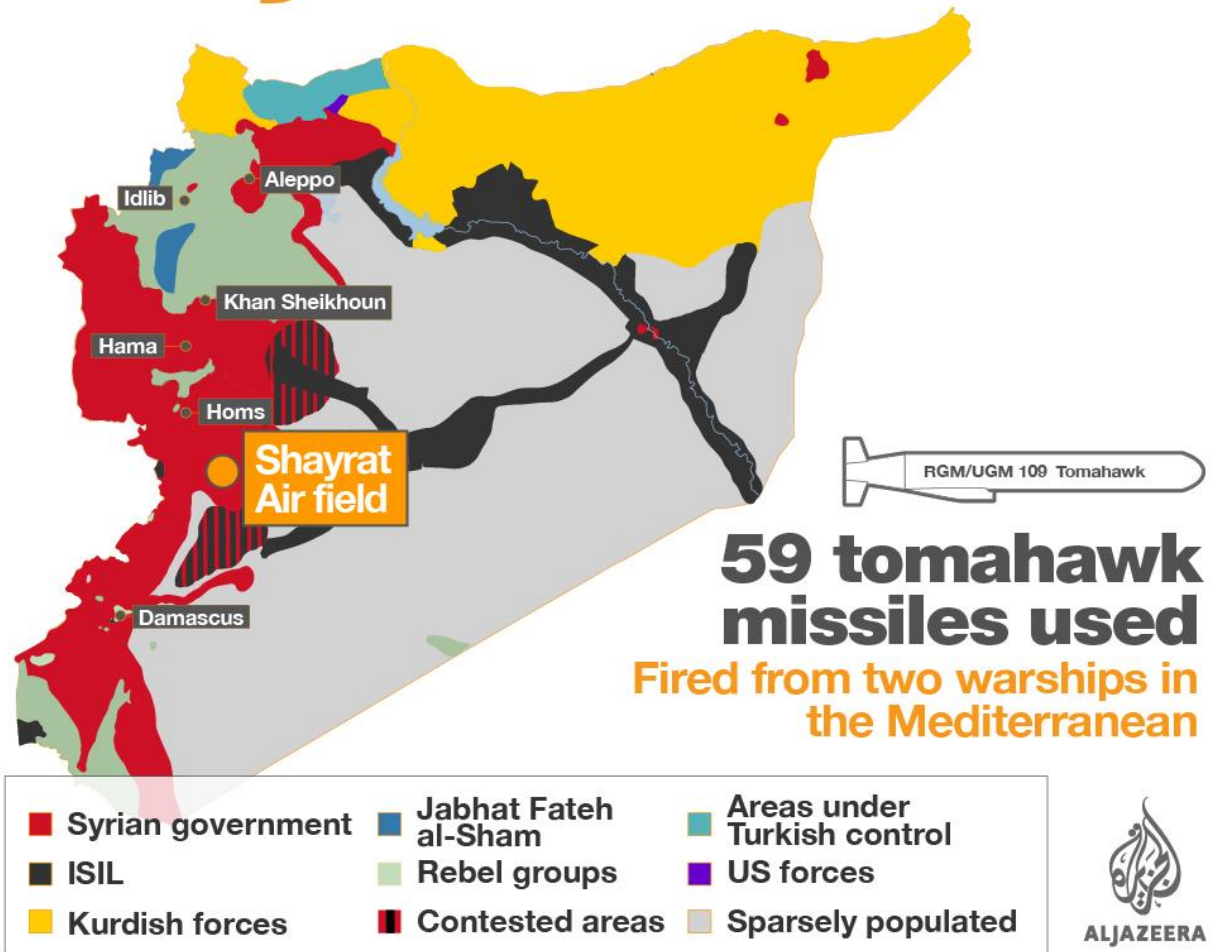 Idlib
Aleppo
Khan Sheikhoun
Hama
Homs
Shayrat
Air field
Damascus
RGM/UGM 109 Tomahawk
59 tomahawk
missiles used
Fired from two warships in
the Mediterranean
Syrian government
ISIL
Kurdish forces
Jabhat Fateh
al-Sham
Rebel groups
Contested areas
Areas under
Turkish control
US forces
Sparsely populated
ALJAZEERA